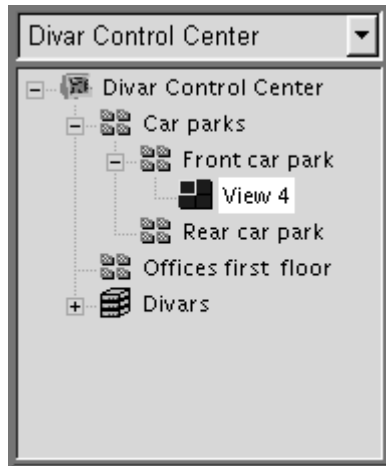 Divar Control Center
Divar Control Center
Car parks
Front car park
View 4
Rear car park
Offices first floor
Divars